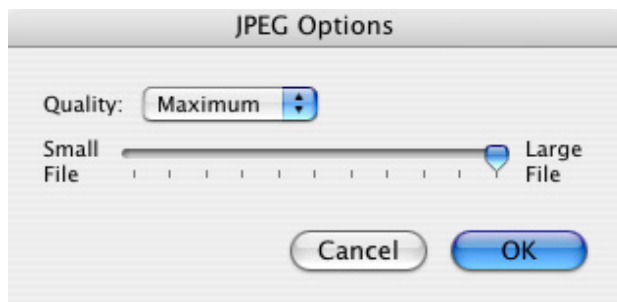 JPEG Options
Quality: Maximum
Small File
Large File
Cancel OK